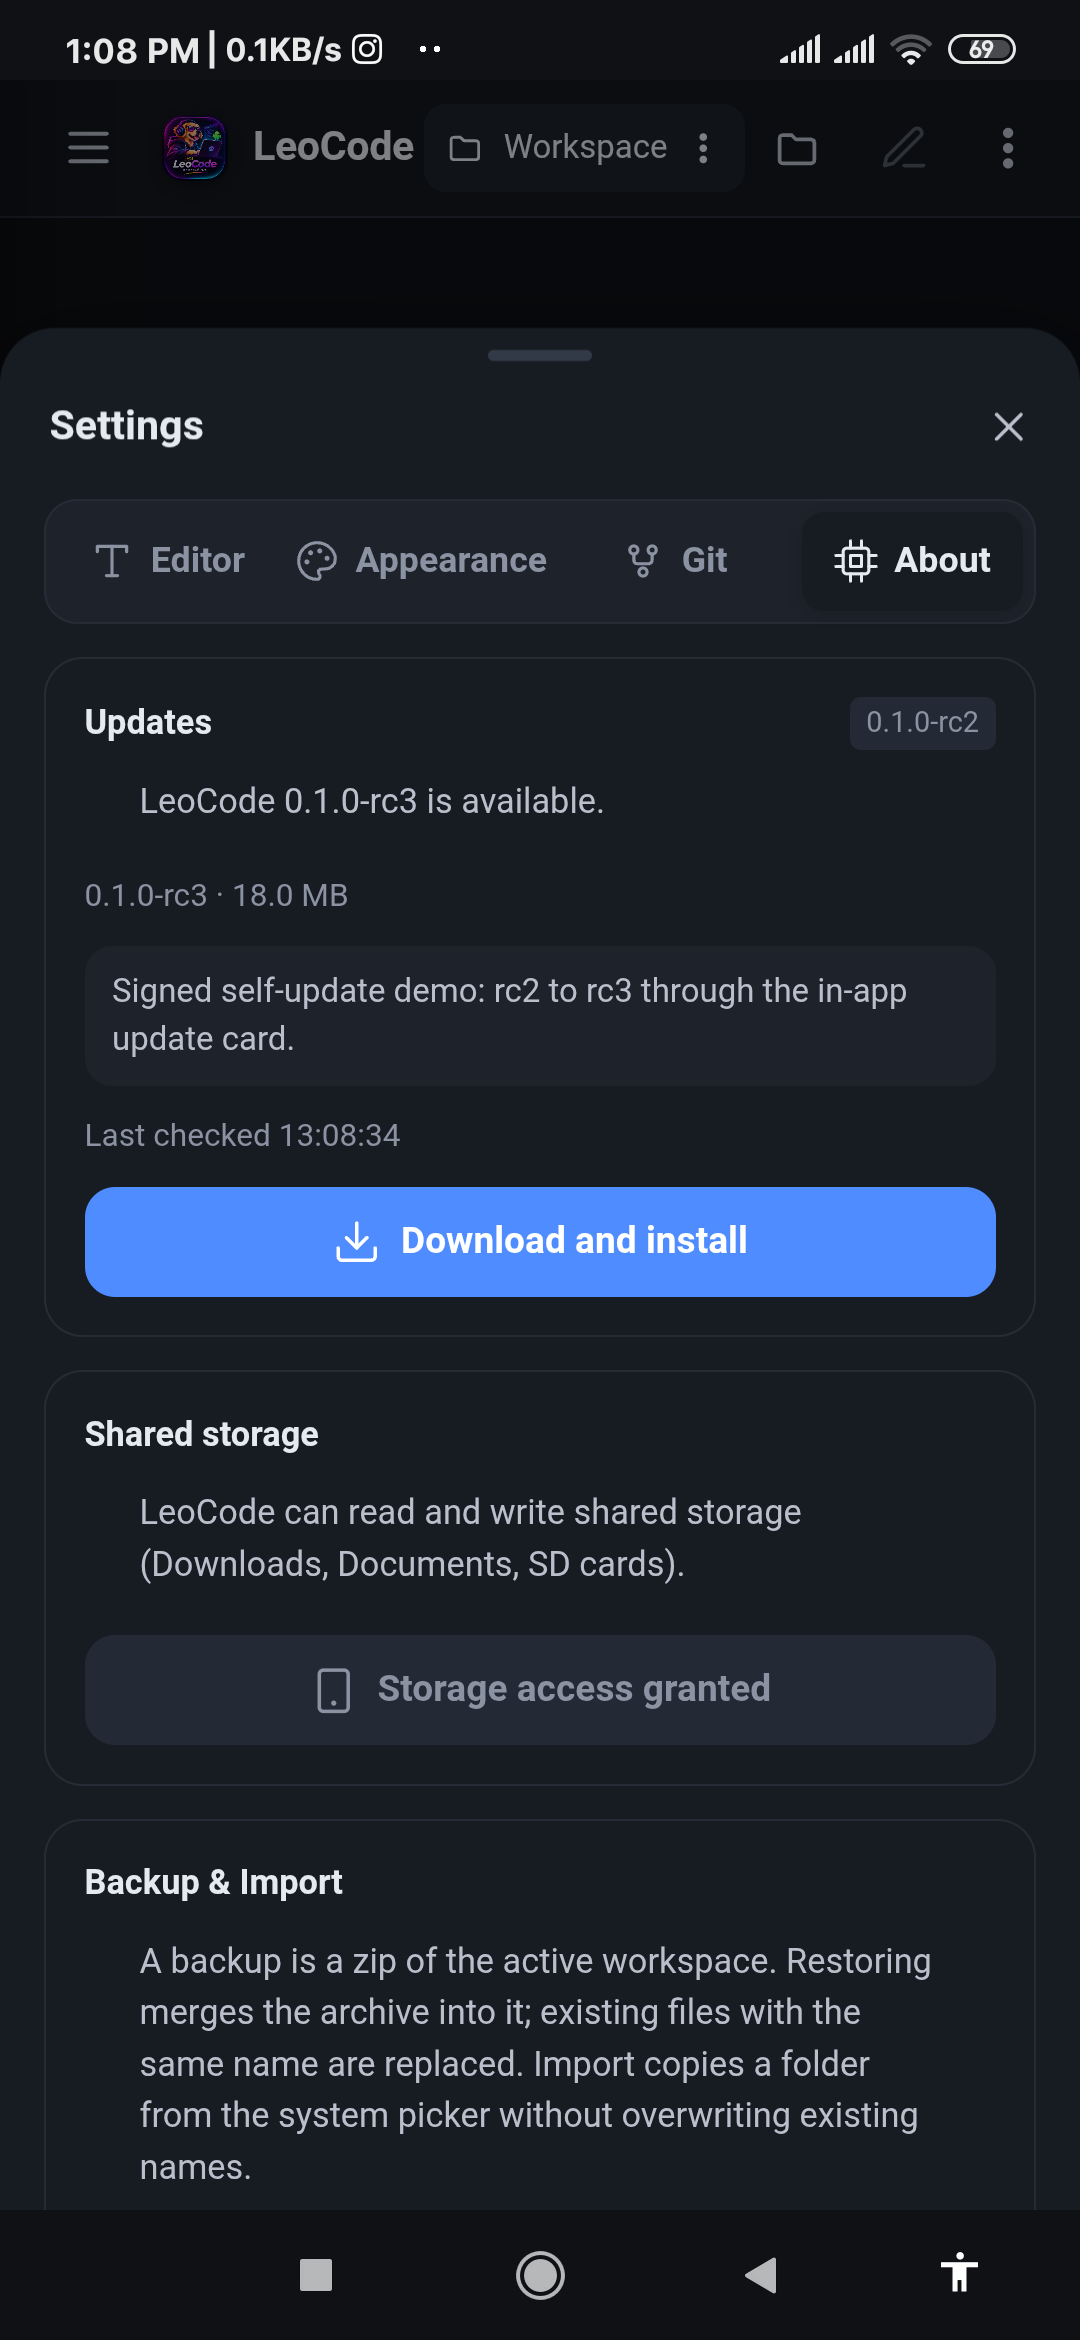 1:08 PM | 0.1KB/s
69
LeoCode
LeoCode
Workspace
Settings
Editor
Appearance
Git
About
Updates
0.1.0-rc2
LeoCode 0.1.0-rc3 is available.
0.1.0-rc3 · 18.0 MB
Signed self-update demo: rc2 to rc3 through the in-app
update card.
Last checked 13:08:34
Download and install
Shared storage
LeoCode can read and write shared storage
(Downloads, Documents, SD cards).
Storage access granted
Backup & Import
A backup is a zip of the active workspace. Restoring
merges the archive into it; existing files with the
same name are replaced. Import copies a folder
from the system picker without overwriting existing
names.